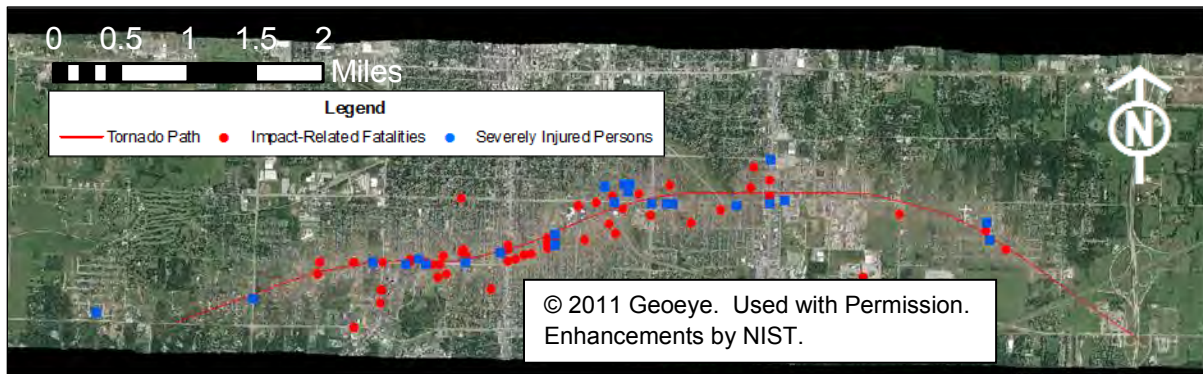 0 0.5 1 1.5 2
Miles
Legend
Tornado Path Impact-Related Fatalities Severely Injured Persons
N
© 2011 Geoeye. Used with Permission.
Enhancements by NIST.